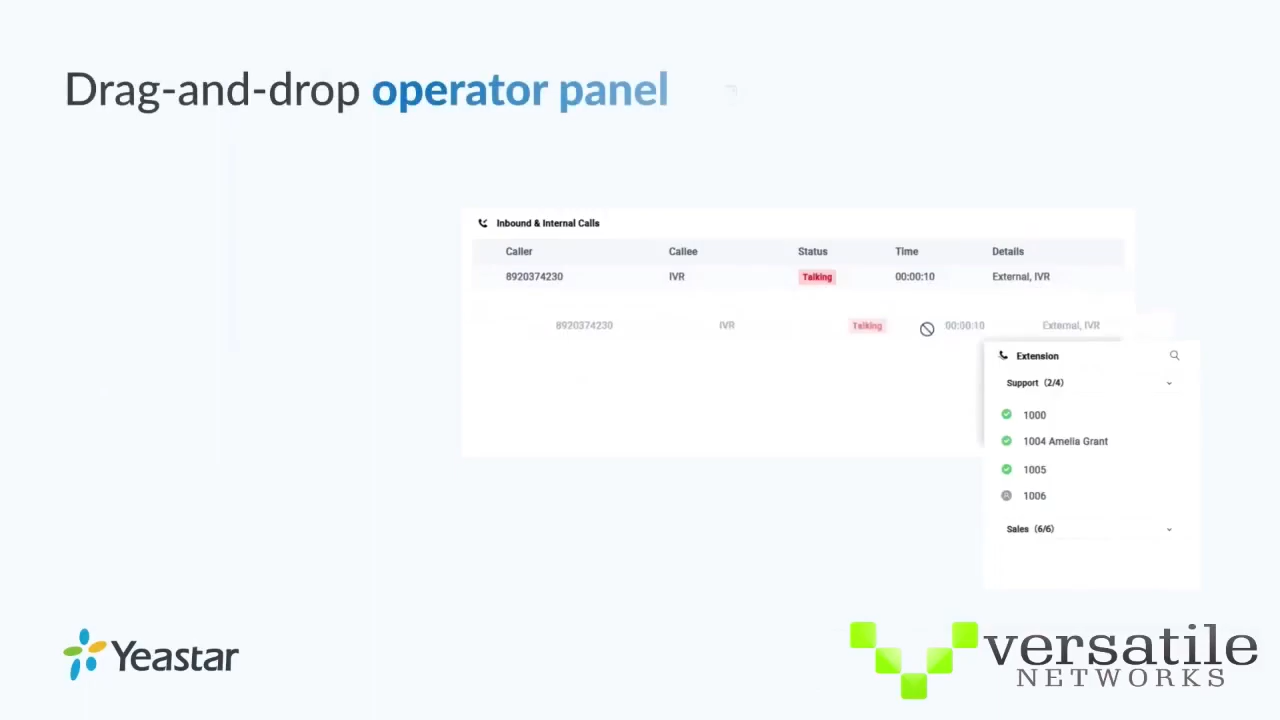 Drag-and-drop operator panel
Inbound & Internal Calls
Caller Callee Status Time Details
8920374230 IVR Talking 00:00:10 External, IVR
8920374230 IVR Talking 00:00:10 External, IVR
Extension
Support (2/4)
1000
1004 Amelia Grant
1005
1006
Sales (6/6)
Yeastar
versatile
NETWORKS